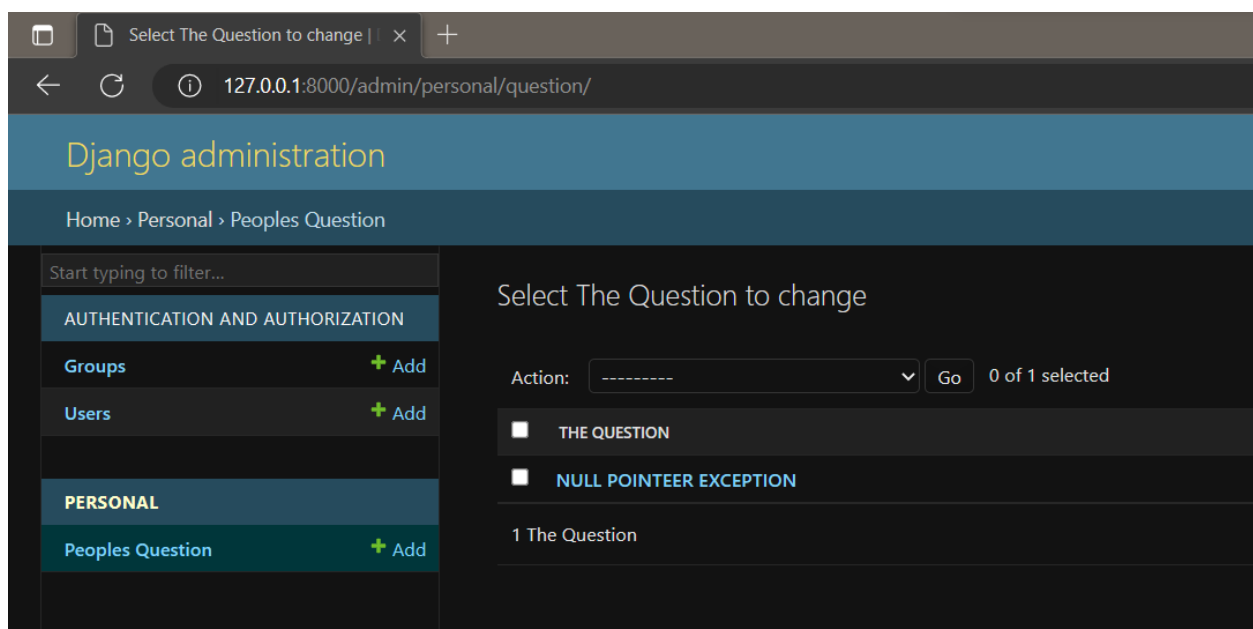 Select The Question to change |
127.0.0.1:8000/admin/personal/question/
Django administration
Home › Personal › Peoples Question
Start typing to filter...
AUTHENTICATION AND AUTHORIZATION
Groups + Add
Users + Add
PERSONAL
Peoples Question + Add
Select The Question to change
Action: --------- Go 0 of 1 selected
THE QUESTION
NULL POINTEER EXCEPTION
1 The Question